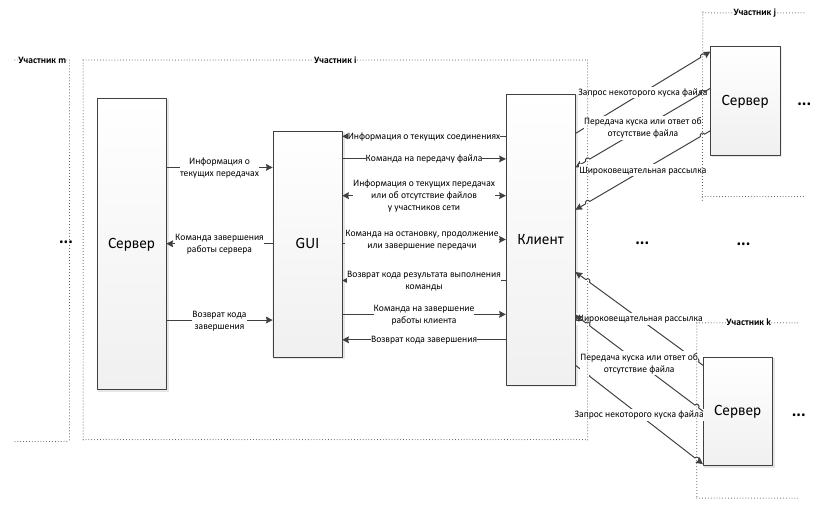 Участник j
Участник m
Участник i
Сервер
...
Запрос некоторого куска файла
Передача куска или ответ об
отсутствие файла
Широковещательная рассылка
Информация о текущих соединениях
Команда на передачу файла
Информация о
текущих передачах
Информация о текущих передачах
или об отсутствие файлов
у участников сети
...
Сервер
Команда завершения
работы сервера
GUI
Команда на остановку, продолжение
или завершение передачи
Клиент
...
...
Возврат кода результата выполнения
команды
Возврат кода
завершения
Команда на завершение
работы клиента
Возврат кода завершения
Широковещательная рассылка
Участник k
Передача куска или ответ об
отсутствие файла
Запрос некоторого куска файла
Сервер
...